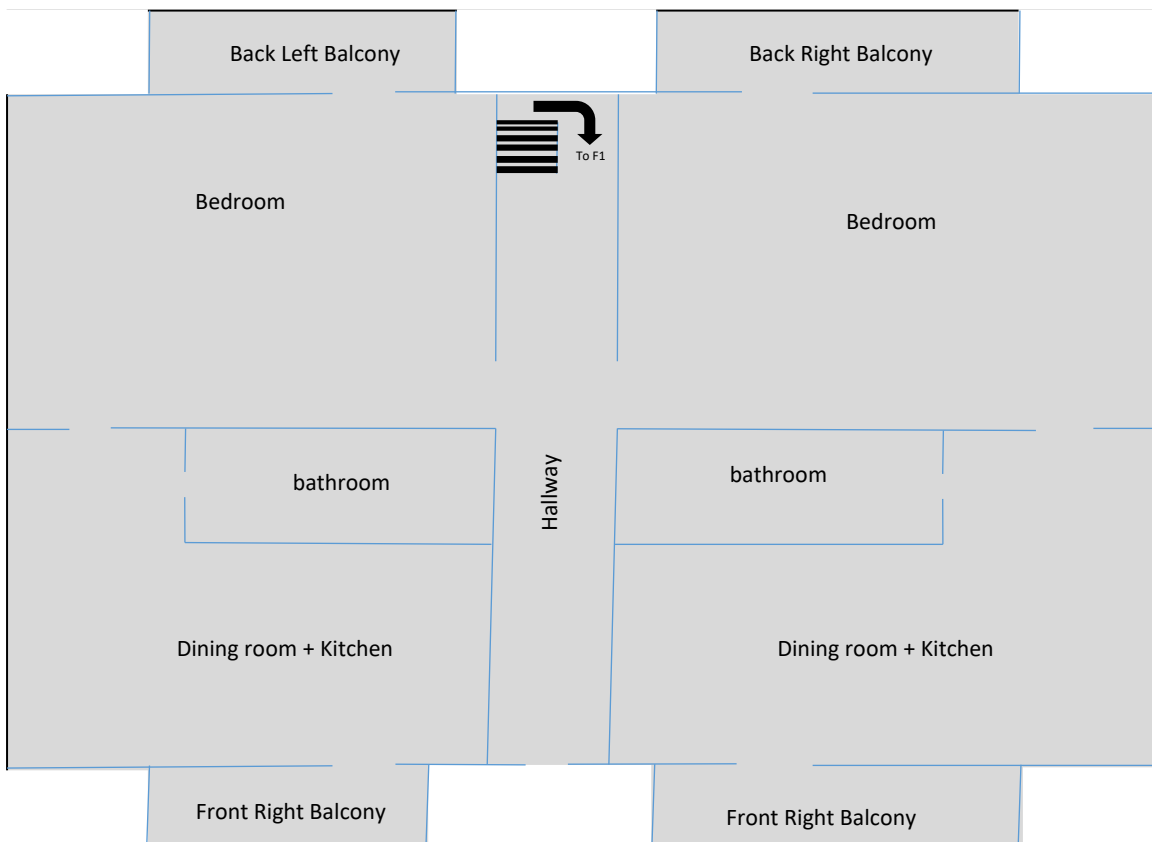 Back Left Balcony
Back Right Balcony
To F1
Bedroom
Bedroom
Hallway
bathroom
bathroom
Dining room + Kitchen
Dining room + Kitchen
Front Right Balcony
Front Right Balcony